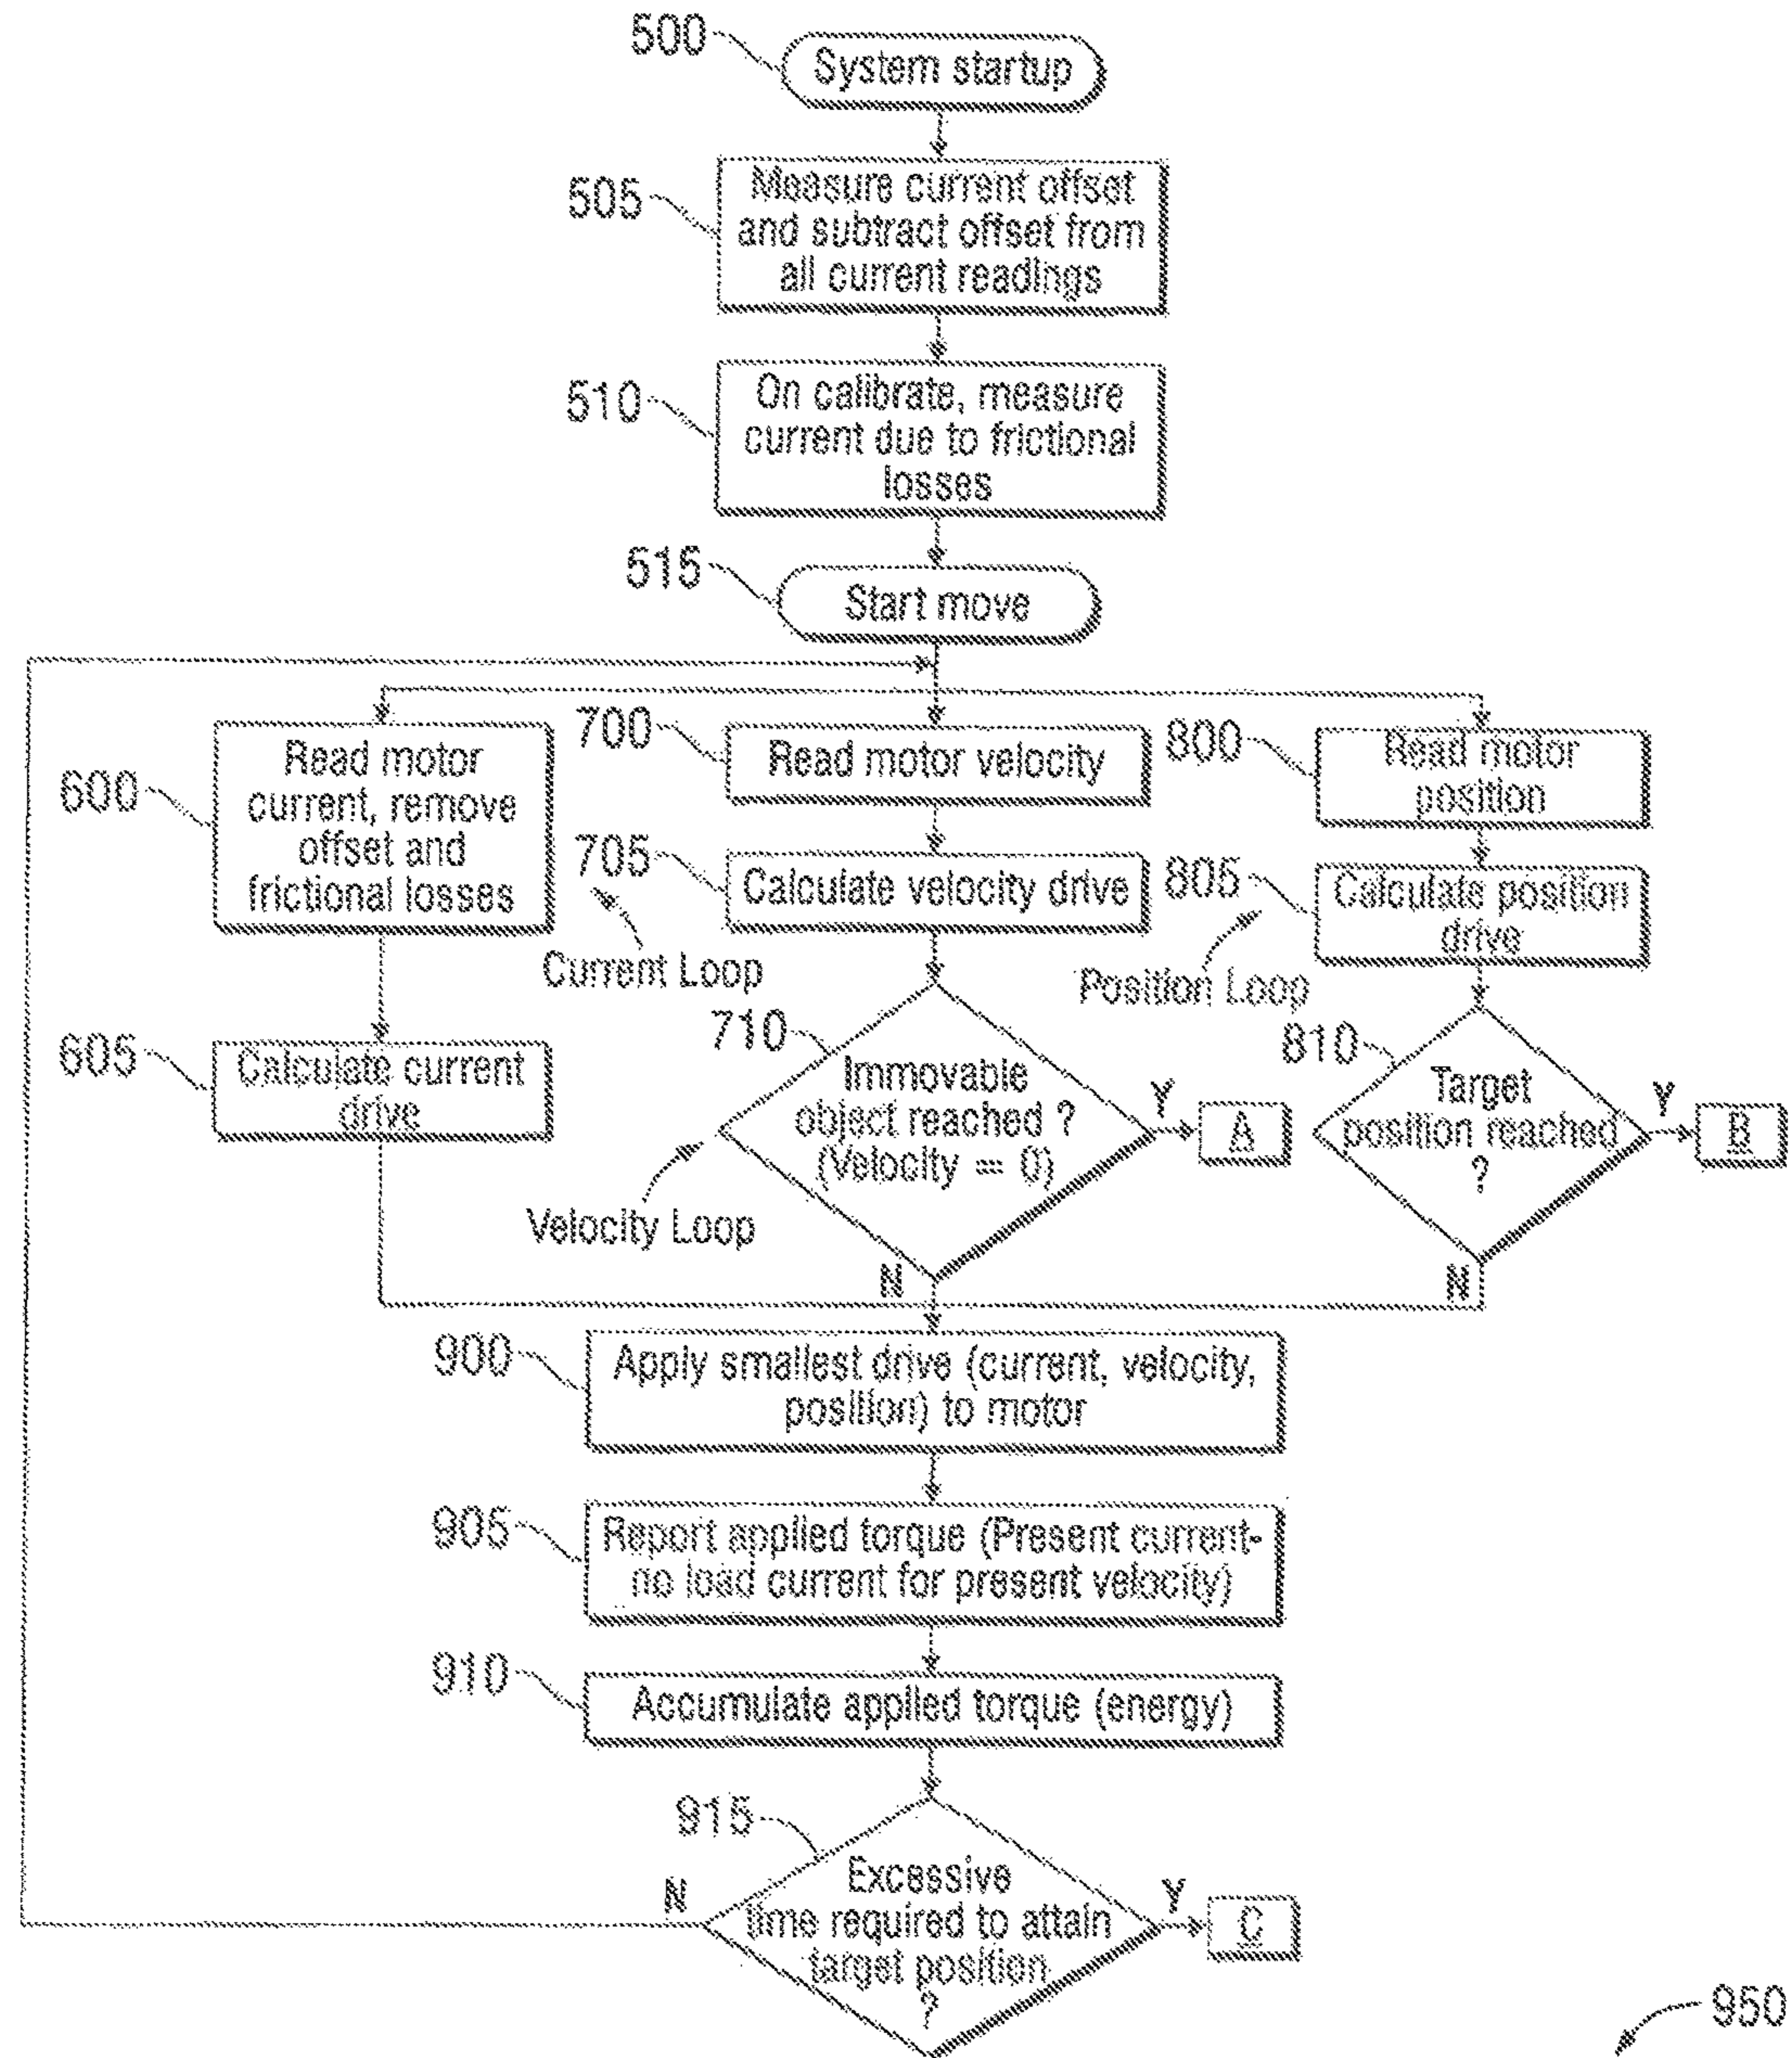 500
System startup
505
Measure current offset
and subtract offset from
all current readings
510
On calibrate, measure
current due to frictional
losses
515
Start move
600
Read motor
current, remove
offset and
frictional losses
700
Read motor velocity
800
Read motor
position
705
Calculate velocity drive
805
Calculate position
drive
Current Loop
Position Loop
605
Calculate current
drive
710
Immovable
object reached ?
(Velocity = 0)
Y
A
810
Target
position reached
?
Y
B
Velocity Loop
N
N
900
Apply smallest drive (current, velocity,
position) to motor
905
Report applied torque (Present current-
no load current for present velocity)
910
Accumulate applied torque (energy)
915
Excessive
time required to attain
target position
?
N
Y
C
950